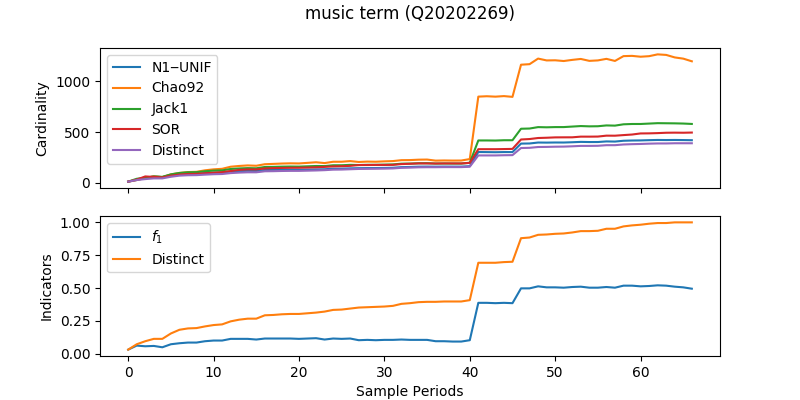 music term (Q20202269)
Cardinality
1000
500
0
N1−UNIF
Chao92
Jack1
SOR
Distinct
Indicators
1.00
0.75
0.50
0.25
0.00
f₁
Distinct
0 10 20 30 40 50 60
Sample Periods